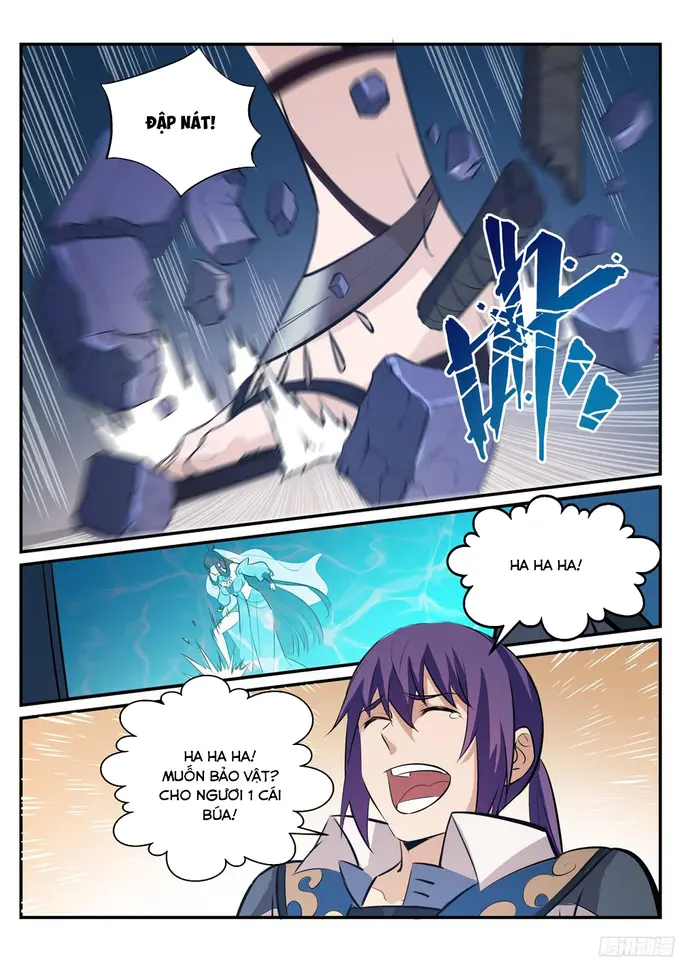 ĐẬP NÁT!
HA HA HA!
HA HA HA!
MUỐN BẢO VẬT?
CHO NGƯƠI 1 CÁI
BÚA!